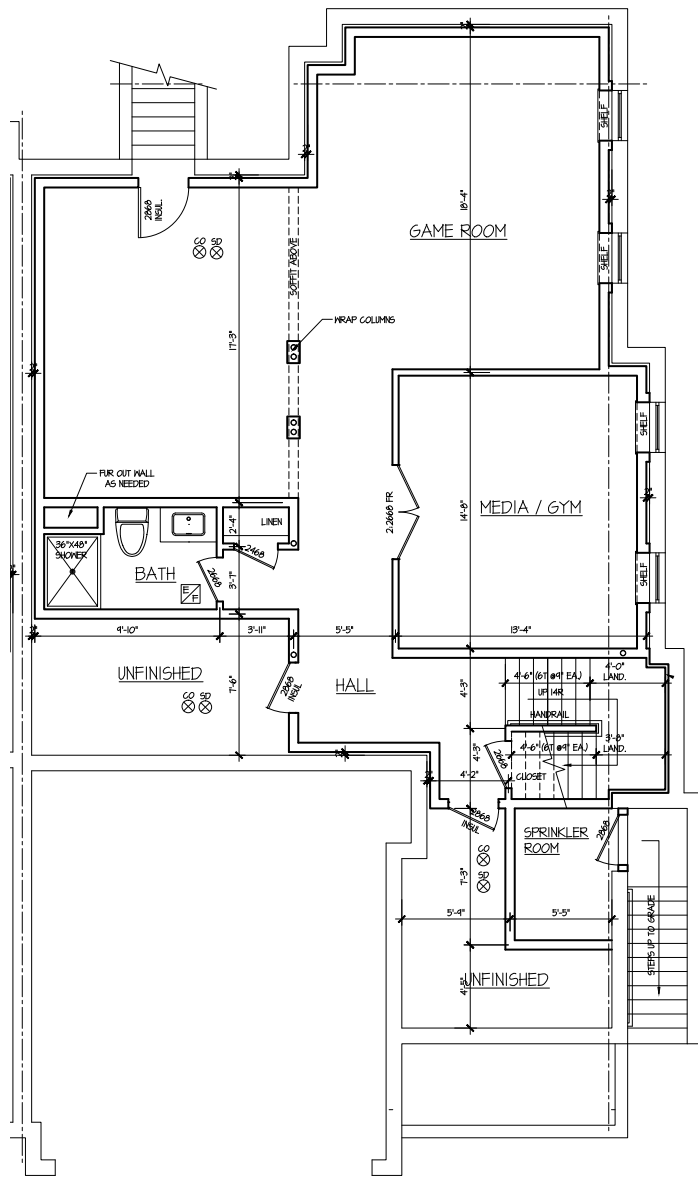 SHELF
2868
INSUL.
CO SD
SOFFIT ABOVE
18'-4"
GAME ROOM
SHELF
WRAP COLUMNS
17'-3"
SHELF
FUR OUT WALL
AS NEEDED
2:2668 FR
14'-8"
MEDIA / GYM
2'-4"
LINEN
36"X48"
SHOWER
BATH
2668
2468
3'-7"
E
F
SHELF
9'-10"
3'-11"
5'-5"
13'-4"
UNFINISHED
CO SD
7'-6"
2868
INSUL
HALL
4'-3"
4'-6" (6T @9" EA.)
4'-0"
LAND.
UP 14R
HANDRAIL
4'-3"
2668
4'-6" (6T @9" EA.)
3'-8"
LAND.
4'-2"
CLOSET
2868
INSUL
SPRINKLER
ROOM
2868
CO
SD
7'-3"
5'-9"
5'-5"
STEPS UP TO GRADE
UNFINISHED
4'-5"